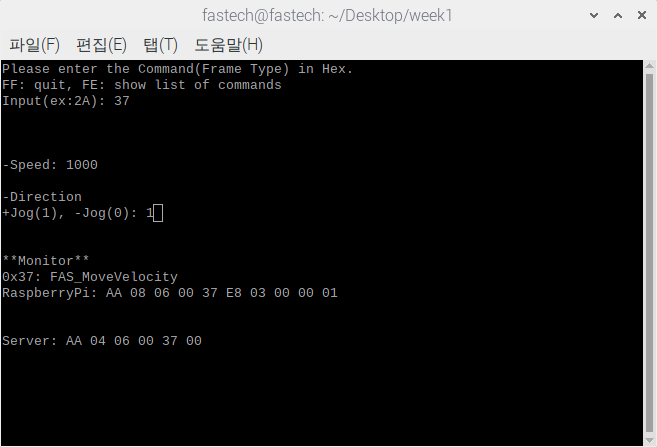 fastech@fastech: ~/Desktop/week1
파일(F) 편집(E) 탭(T) 도움말(H)
Please enter the Command(Frame Type) in Hex.
FF: quit, FE: show list of commands
Input(ex:2A): 37
-Speed: 1000
-Direction
+Jog(1), -Jog(0): 1
**Monitor**
0x37: FAS_MoveVelocity
RaspberryPi: AA 08 06 00 37 E8 03 00 00 01
Server: AA 04 06 00 37 00